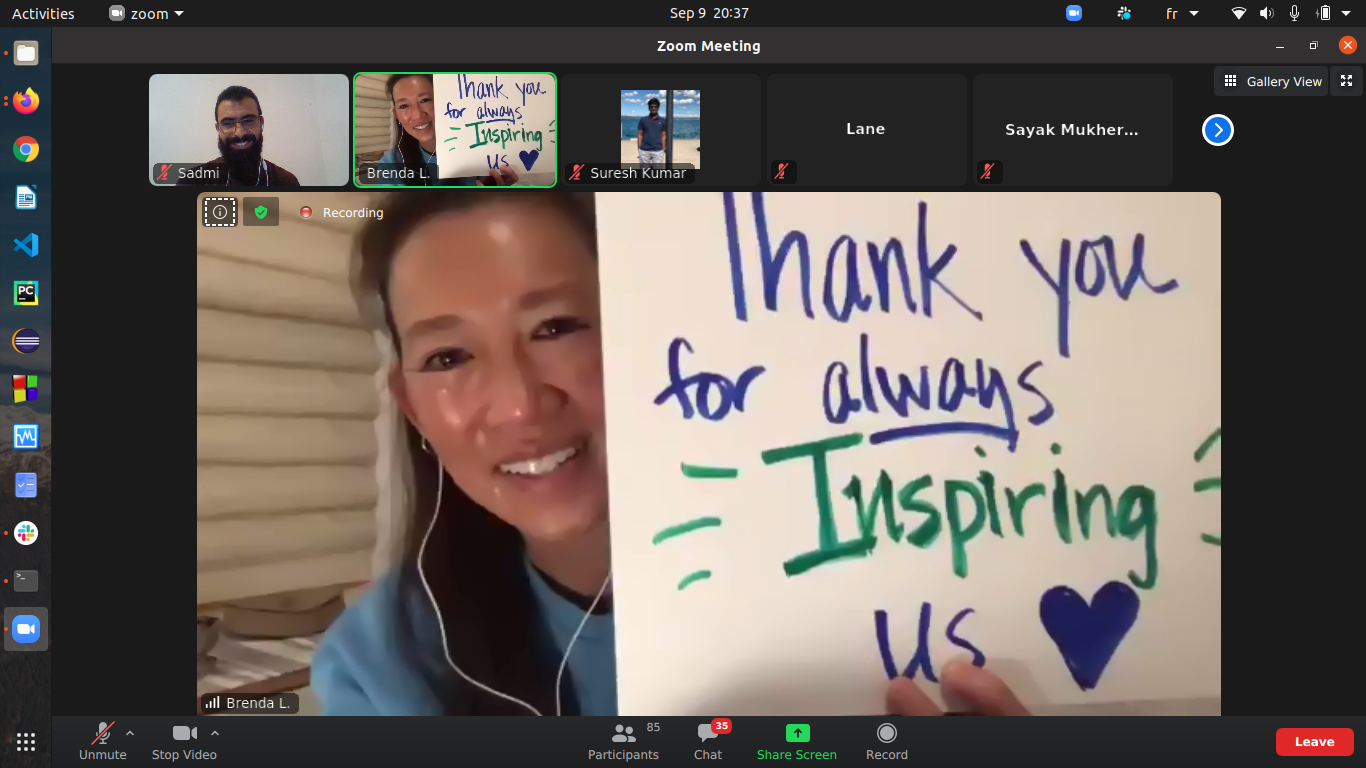 Activities zoom Sep 9 20:37 fr
Zoom Meeting
Gallery View
Thank you
for always
Inspiring
us
Sadmi
Brenda L.
Suresh Kumar
Lane
Sayak Mukher...
Recording
Thank you
for always
Inspiring
us
Brenda L.
PC
85
35
Unmute
Stop Video
Participants
Chat
Share Screen
Record
Leave